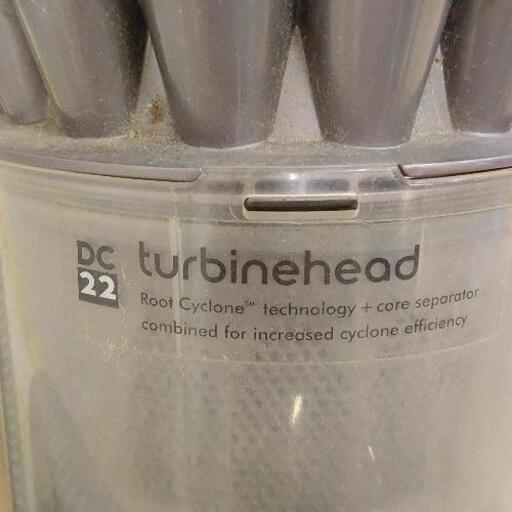 DC turbinehead
22
Root Cyclone™ technology + core separator
combined for increased cyclone efficiency